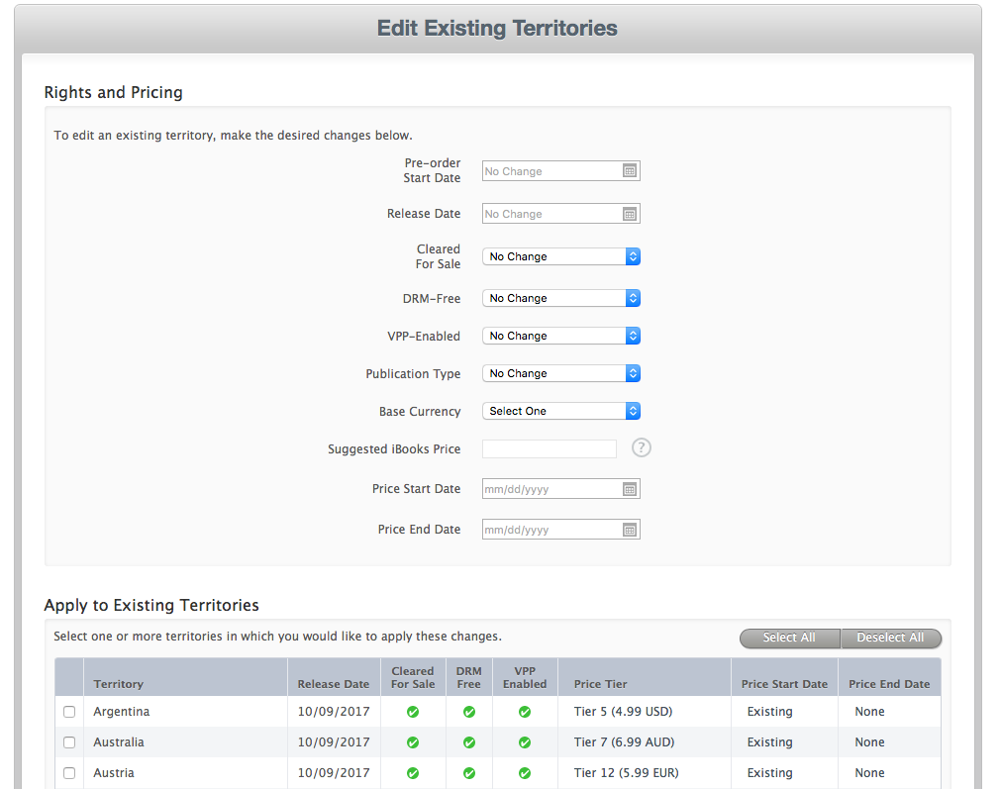 Edit Existing Territories
Rights and Pricing
To edit an existing territory, make the desired changes below.
Pre-order
Start Date
No Change
Release Date
No Change
Cleared
For Sale
No Change
DRM-Free
No Change
VPP-Enabled
No Change
Publication Type
No Change
Base Currency
Select One
Suggested iBooks Price
?
Price Start Date
mm/dd/yyyy
Price End Date
mm/dd/yyyy
Apply to Existing Territories
Select one or more territories in which you would like to apply these changes.
Select All
Deselect All
Territory
Release Date
Cleared
For Sale
DRM
Free
VPP
Enabled
Price Tier
Price Start Date
Price End Date
Argentina 10/09/2017 Tier 5 (4.99 USD) Existing None
Australia 10/09/2017 Tier 7 (6.99 AUD) Existing None
Austria 10/09/2017 Tier 12 (5.99 EUR) Existing None